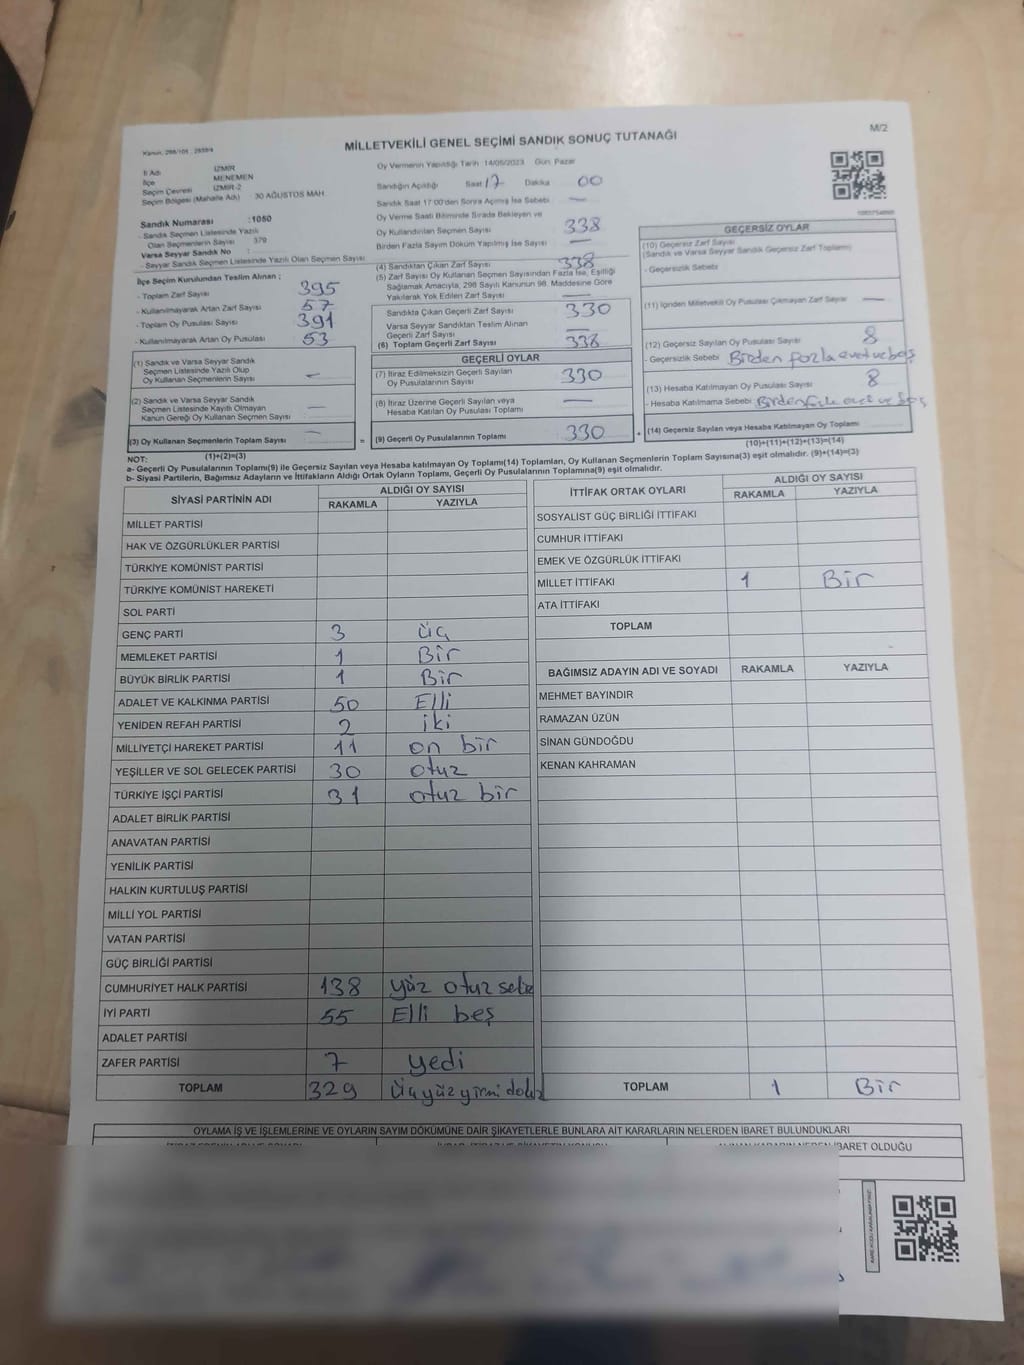 M/2
MİLLETVEKİLİ GENEL SEÇİMİ SANDIK SONUÇ TUTANAĞI
İl Adı İZMİR
İlçe MENEMEN
Seçim Çevresi İZMİR-2
Seçim Bölgesi (Mahalle Adı) : 30 AĞUSTOS MAH.
Sandık Numarası : 1050
- Sandık Seçmen Listesinde Yazılı
Olan Seçmenlerin Sayısı : 379
Varsa Seyyar Sandık No :
- Seyyar Sandık Seçmen Listesinde Yazılı Olan Seçmen Sayısı
Oy Vermenin Yapıldığı Tarih : 14/05/2023 Gün: Pazar
Sandığın Açıldığı Saat 17 Dakika 00
Sandık Saat 17:00'den Sonra Açılmış İse Sebebi —
Oy Verme Saati Bitiminde Sırada Bekleyen ve
Oy Kullandırılan Seçmen Sayısı 338
Birden Fazla Sayım Döküm Yapılmış İse Sayısı —
İlçe Seçim Kurulundan Teslim Alınan ;
- Toplam Zarf Sayısı 395
- Kullanılmayarak Artan Zarf Sayısı 57
- Toplam Oy Pusulası Sayısı 391
- Kullanılmayarak Artan Oy Pusulası 53
(4) Sandıktan Çıkan Zarf Sayısı 338
(5) Zarf Sayısı Oy Kullanan Seçmen Sayısından Fazla İse, Eşitliği
Sağlamak Amacıyla, 298 Sayılı Kanunun 98. Maddesine Göre
Yakılarak Yok Edilen Zarf Sayısı —
Sandıkta Çıkan Geçerli Zarf Sayısı 330
Varsa Seyyar Sandıktan Teslim Alınan
Geçerli Zarf Sayısı —
(6) Toplam Geçerli Zarf Sayısı 338
(1) Sandık ve Varsa Seyyar Sandık
Seçmen Listesinde Yazılı Olup
Oy Kullanan Seçmenlerin Sayısı —
(2) Sandık ve Varsa Seyyar Sandık
Seçmen Listesinde Kayıtlı Olmayan
Kanun Gereği Oy Kullanan Seçmen Sayısı —
(3) Oy Kullanan Seçmenlerin Toplam Sayısı —
(1)+(2)=(3)
GEÇERLİ OYLAR
(7) İtiraz Edilmeksizin Geçerli Sayılan
Oy Pusulalarının Sayısı 330
(8) İtiraz Üzerine Geçerli Sayılan veya
Hesaba Katılan Oy Pusulası Toplamı —
= (9) Geçerli Oy Pusulalarının Toplamı 330 +
GEÇERSİZ OYLAR
(10) Geçersiz Zarf Sayısı
(Sandık ve Varsa Seyyar Sandık Geçersiz Zarf Toplamı)
- Geçersizlik Sebebi
(11) İçinden Milletvekili Oy Pusulası Çıkmayan Zarf Sayısı —
(12) Geçersiz Sayılan Oy Pusulası Sayısı 8
- Geçersizlik Sebebi Birden fazla evet ve boş
(13) Hesaba Katılmayan Oy Pusulası Sayısı 8
- Hesaba Katılmama Sebebi Birden fazla evet ve boş
(14) Geçersiz Sayılan veya Hesaba Katılmayan Oy Toplamı
(10)+(11)+(12)+(13)=(14)
NOT:
a- Geçerli Oy Pusulalarının Toplamı(9) ile Geçersiz Sayılan veya Hesaba katılmayan Oy Toplamı(14) Toplamları, Oy Kullanan Seçmenlerin Toplam Sayısına(3) eşit olmalıdır. (9)+(14)=(3)
b- Siyasi Partilerin, Bağımsız Adayların ve İttifakların Aldığı Ortak Oyların Toplamı, Geçerli Oy Pusulalarının Toplamına(9) eşit olmalıdır.
SİYASİ PARTİNİN ADI ALDIĞI OY SAYISI
RAKAMLA YAZIYLA
MİLLET PARTİSİ
HAK VE ÖZGÜRLÜKLER PARTİSİ
TÜRKİYE KOMÜNİST PARTİSİ
TÜRKİYE KOMÜNİST HAREKETİ
SOL PARTİ
GENÇ PARTİ 3 üç
MEMLEKET PARTİSİ 1 Bir
BÜYÜK BİRLİK PARTİSİ 1 Bir
ADALET VE KALKINMA PARTİSİ 50 Elli
YENİDEN REFAH PARTİSİ 2 iki
MİLLİYETÇİ HAREKET PARTİSİ 11 on bir
YEŞİLLER VE SOL GELECEK PARTİSİ 30 otuz
TÜRKİYE İŞÇİ PARTİSİ 31 otuz bir
ADALET BİRLİK PARTİSİ
ANAVATAN PARTİSİ
YENİLİK PARTİSİ
HALKIN KURTULUŞ PARTİSİ
MİLLİ YOL PARTİSİ
VATAN PARTİSİ
GÜÇ BİRLİĞİ PARTİSİ
CUMHURİYET HALK PARTİSİ 138 yüz otuz sekiz
İYİ PARTİ 55 Elli beş
ADALET PARTİSİ
ZAFER PARTİSİ 7 yedi
TOPLAM 329 üçyüz yirmi dokuz
İTTİFAK ORTAK OYLARI ALDIĞI OY SAYISI
RAKAMLA YAZIYLA
SOSYALİST GÜÇ BİRLİĞİ İTTİFAKI
CUMHUR İTTİFAKI
EMEK VE ÖZGÜRLÜK İTTİFAKI
MİLLET İTTİFAKI 1 Bir
ATA İTTİFAKI
TOPLAM
BAĞIMSIZ ADAYIN ADI VE SOYADI RAKAMLA YAZIYLA
MEHMET BAYINDIR
RAMAZAN ÜZÜN
SİNAN GÜNDOĞDU
KENAN KAHRAMAN
TOPLAM 1 Bir
OYLAMA İŞ VE İŞLEMLERİNE VE OYLARIN SAYIM DÖKÜMÜNE DAİR ŞİKAYETLERLE BUNLARA AİT KARARLARIN NELERDEN İBARET BULUNDUKLARI
İBARET OLDUĞU